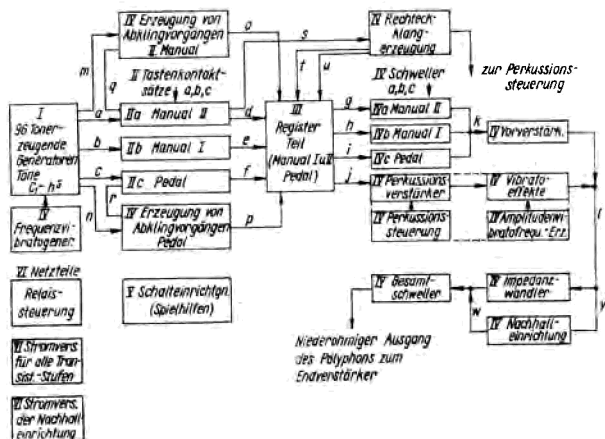 IV Erzeugung von
Abklingvorgängen
II. Manual
o
s
IV Rechteck-
klang-
erzeugung
m
q
t
u
zur Perkussions-
steuerung
II Tastenkontakt-
sätze a,b,c
IV Schweller
a,b,c
I
96 Toner-
zeugende
Generatoren
Töne
a
IIa Manual II
d
III
Register
Teil
(Manual I u II
Pedal)
g
IVa Manual II
k
IV Vorverstärk.
b
IIb Manual I
e
h
IVb Manual I
c
IIc Pedal
f
i
IVc Pedal
j
IV Perkussions
verstärker
IV Vibrato-
effekte
n
r
IV Erzeugung von
Abklingvorgängen
Pedal
p
IV
Frequenzvi-
bratogener.
IV Perkussions-
steuerung
IV Amplitudenvi-
bratofrequ.-Erz.
l
VI Netzteile
Relais-
steuerung
V Schalteinrichtgn.
(Spielhilfen)
IV Gesamt-
schweller
IV Impedanz-
wandler
w
IV Nachhall-
einrichtung
v
VI Stromvers.
für alle Tran-
sist.-Stufen
Niederohmiger Ausgang
des Polyphons zum
Endverstärker
VI Stromvers.
der Nachhall
einrichtung